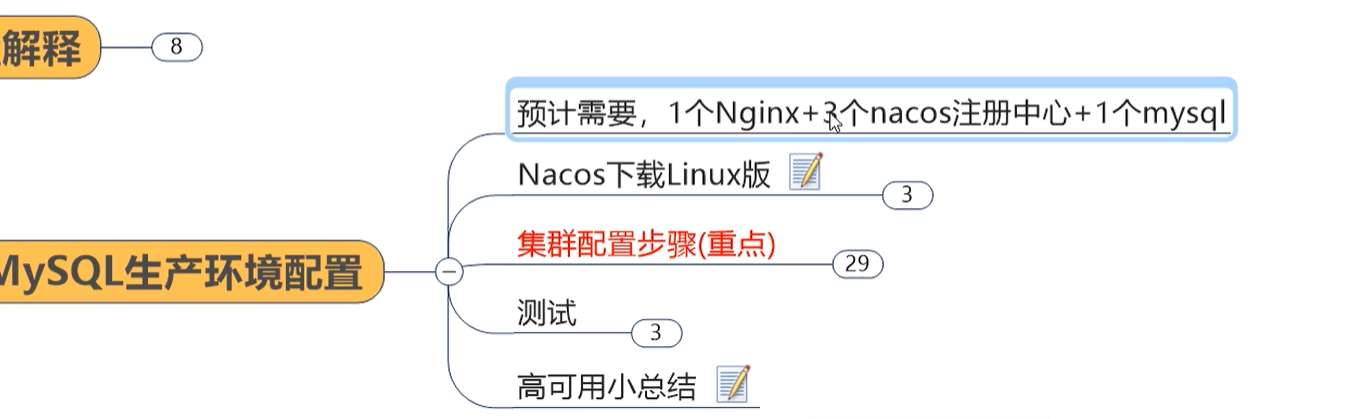 解释
8
预计需要，1个Nginx+3个nacos注册中心+1个mysql
Nacos下载Linux版
3
集群配置步骤(重点)
29
MySQL生产环境配置
测试
3
高可用小总结